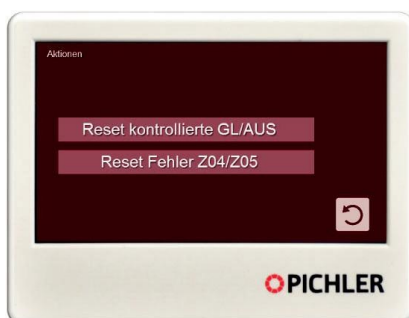 Aktionen
Reset kontrollierte GL/AUS
Reset Fehler Z04/Z05
PICHLER